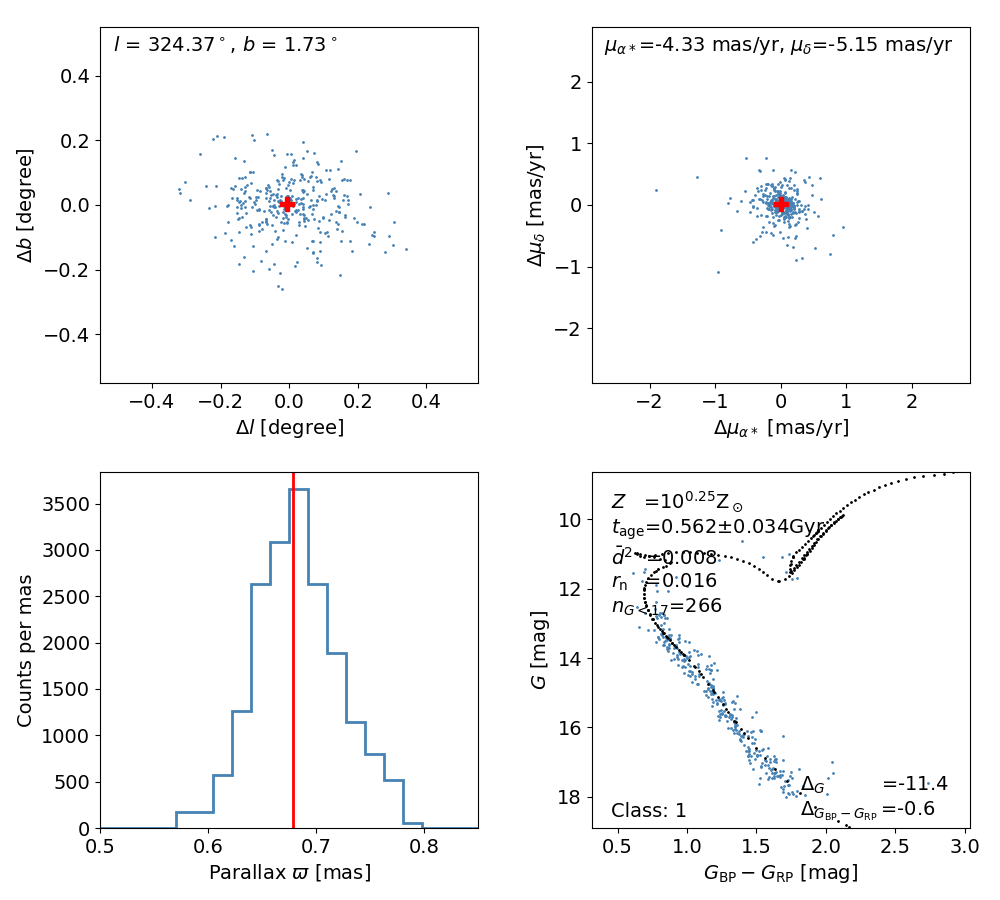 l = 324.37°, b = 1.73°
0.4
0.2
0.0
−0.2
−0.4
Δb [degree]
−0.4 −0.2 0.0 0.2 0.4
Δl [degree]
μα*=-4.33 mas/yr, μδ=-5.15 mas/yr
2
1
0
−1
−2
Δμδ [mas/yr]
−2 −1 0 1 2
Δμα* [mas/yr]
3500
3000
2500
2000
1500
1000
500
0
Counts per mas
0.5 0.6 0.7 0.8
Parallax ϖ [mas]
Z =10^0.25 Z⊙
t_age=0.562±0.034Gyr
d̄² =0.008
r_n =0.016
n_G<17=266
Δ_G =-11.4
Δ_G_BP−G_RP=-0.6
Class: 1
10
12
14
16
18
G [mag]
0.5 1.0 1.5 2.0 2.5 3.0
G_BP − G_RP [mag]